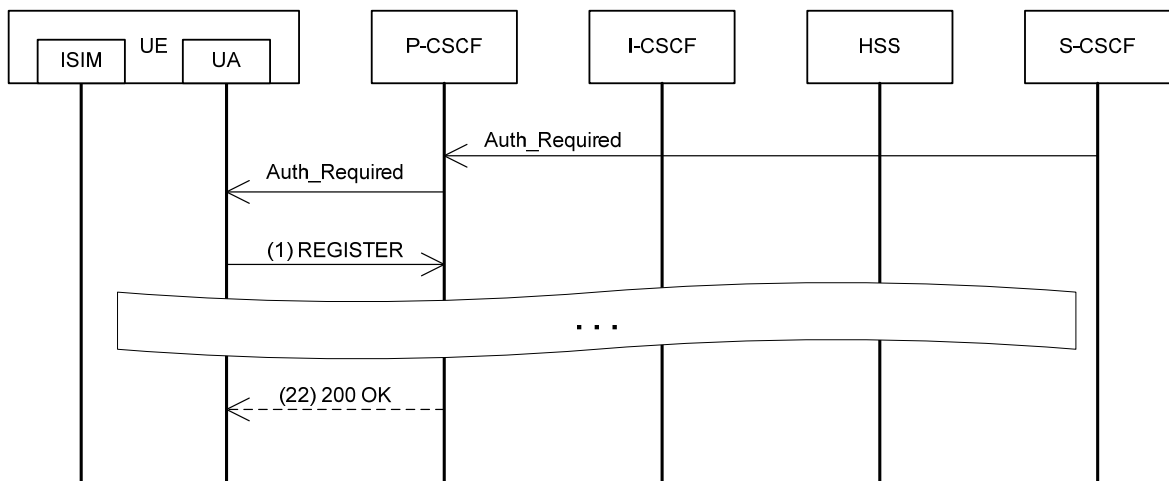 UE
ISIM
UA
P-CSCF
I-CSCF
HSS
S-CSCF
Auth_Required
Auth_Required
(1) REGISTER
. . .
(22) 200 OK